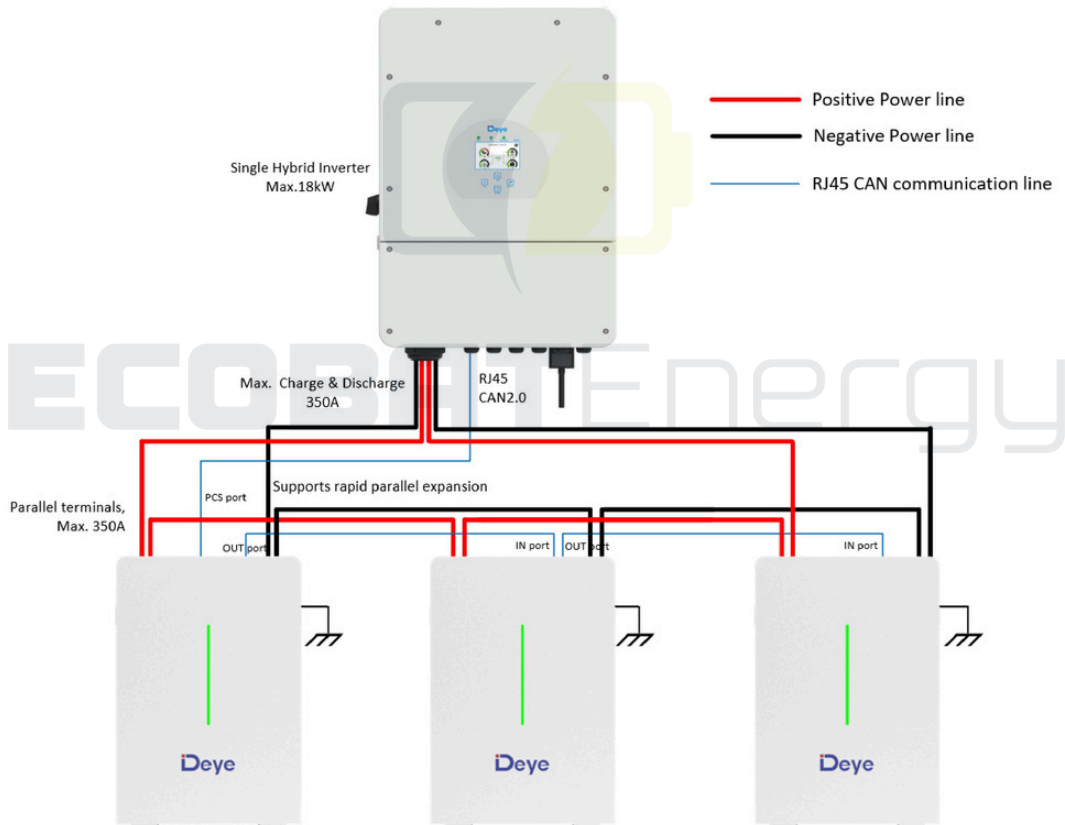 Deye
Positive Power line
Negative Power line
RJ45 CAN communication line
Single Hybrid Inverter
Max.18kW
ECOBAT Energy
Max. Charge & Discharge
350A
RJ45
CAN2.0
PCS port
Supports rapid parallel expansion
Parallel terminals,
Max. 350A
OUT port
IN port
OUT port
IN port
Deye
Deye
Deye